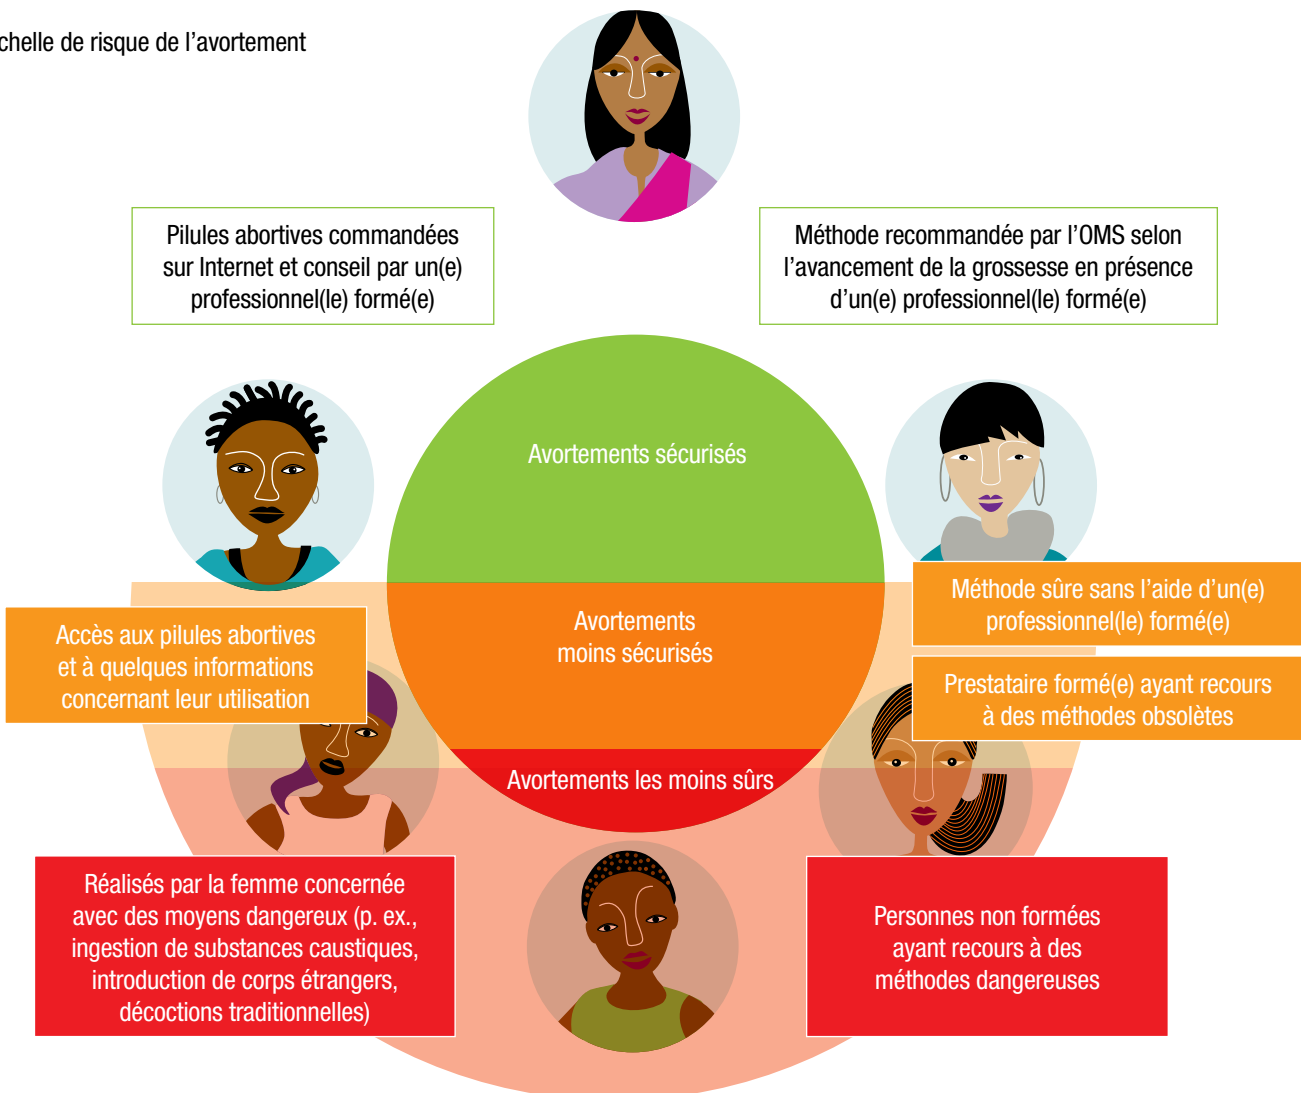 chelle de risque de l’avortement
Pilules abortives commandées
sur Internet et conseil par un(e)
professionnel(le) formé(e)
Méthode recommandée par l’OMS selon
l’avancement de la grossesse en présence
d’un(e) professionnel(le) formé(e)
Avortements sécurisés
Avortements
moins sécurisés
Accès aux pilules abortives
et à quelques informations
concernant leur utilisation
Méthode sûre sans l’aide d’un(e)
professionnel(le) formé(e)
Prestataire formé(e) ayant recours
à des méthodes obsolètes
Avortements les moins sûrs
Réalisés par la femme concernée
avec des moyens dangereux (p. ex.,
ingestion de substances caustiques,
introduction de corps étrangers,
décoctions traditionnelles)
Personnes non formées
ayant recours à des
méthodes dangereuses